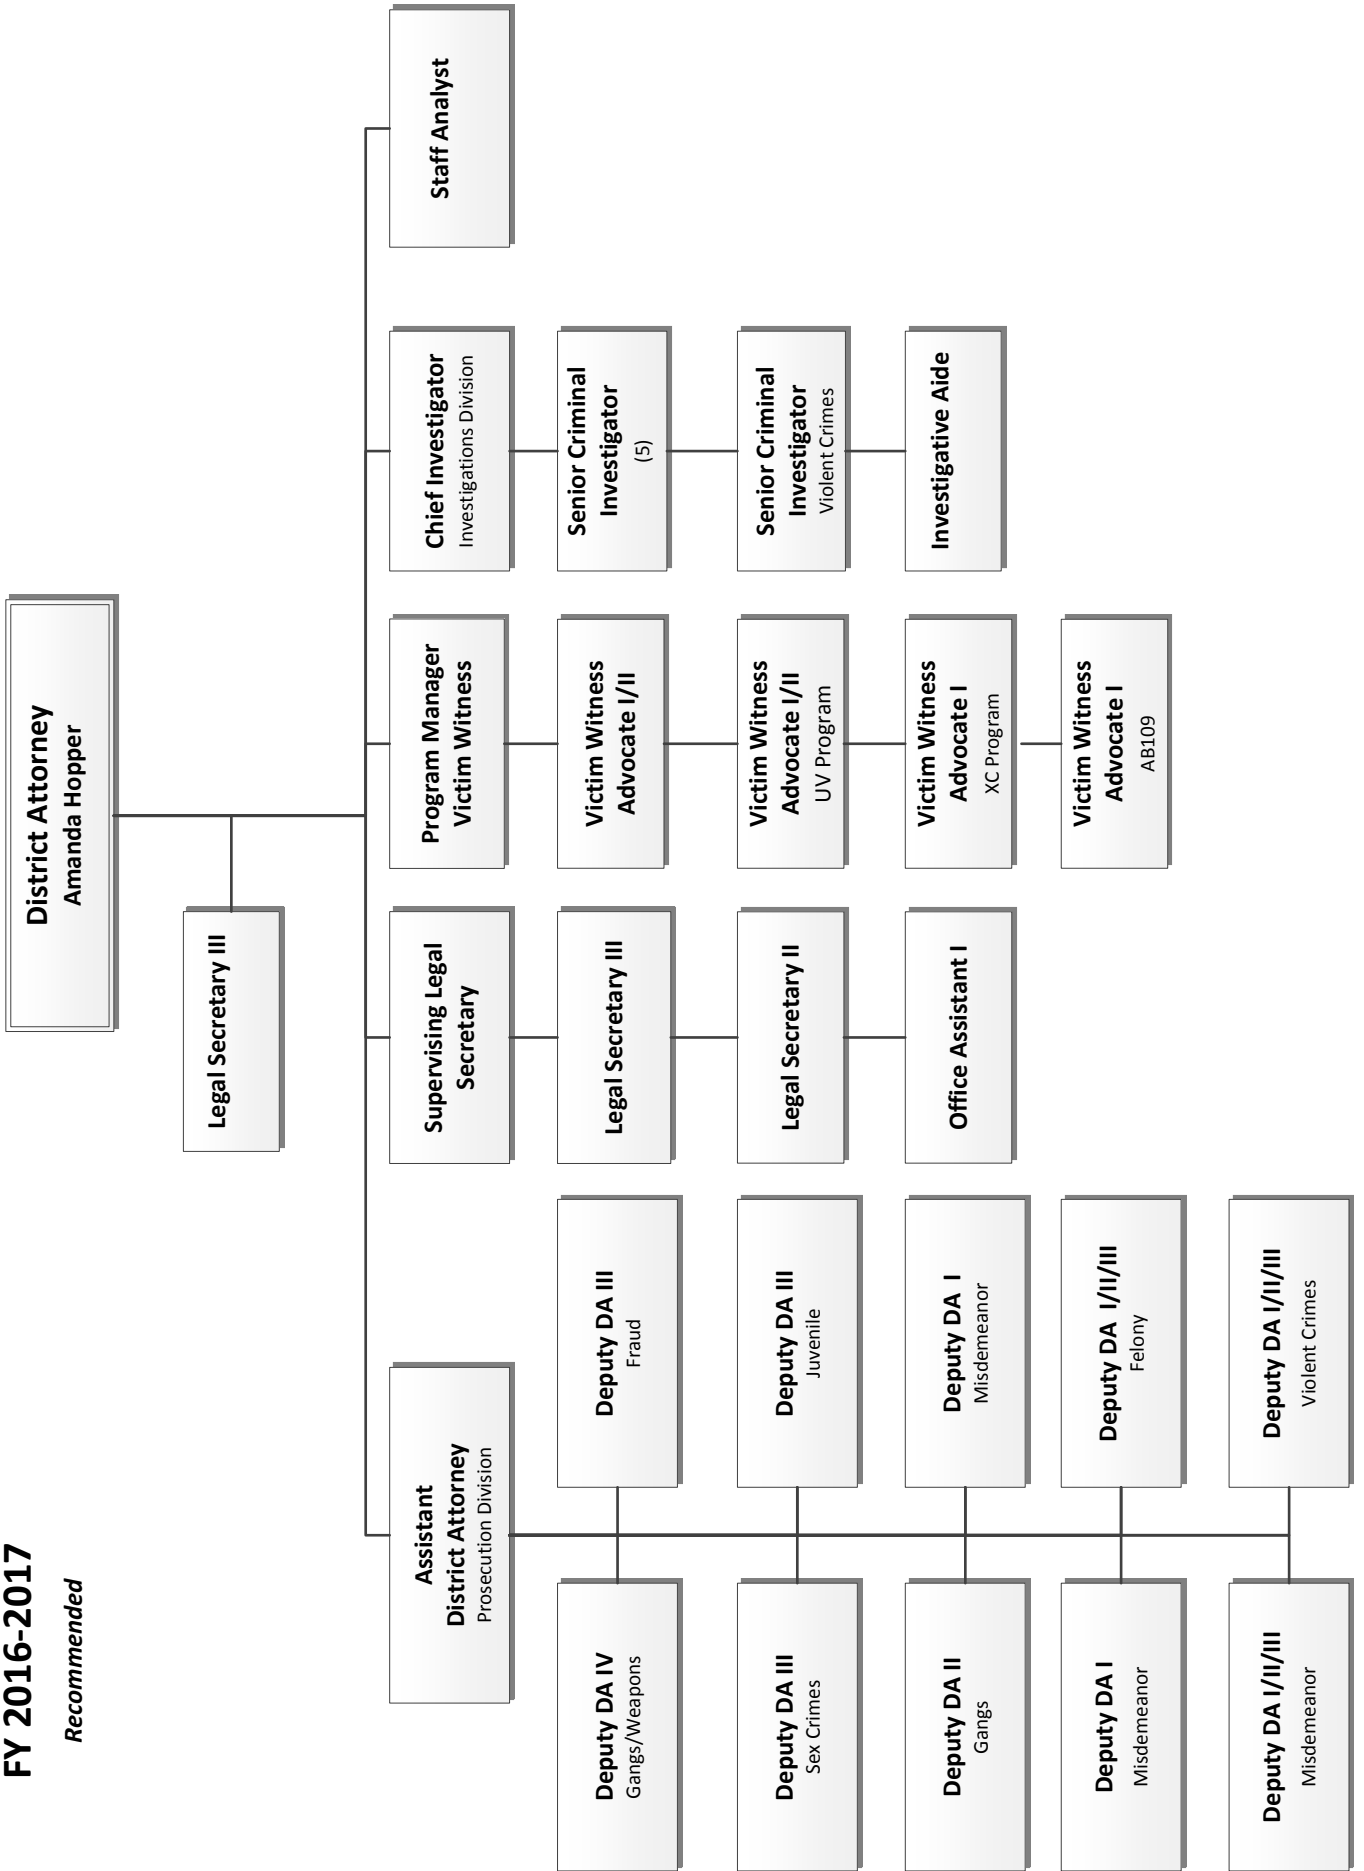 FY 2016-2017
Recommended
District Attorney
Amanda Hopper
Legal Secretary III
Assistant
District Attorney
Prosecution Division
Deputy DA IV
Gangs/Weapons
Deputy DA III
Fraud
Deputy DA III
Sex Crimes
Deputy DA III
Juvenile
Deputy DA II
Gangs
Deputy DA I
Misdemeanor
Deputy DA I
Misdemeanor
Deputy DA I/II/III
Felony
Deputy DA I/II/III
Misdemeanor
Deputy DA I/II/III
Violent Crimes
Supervising Legal
Secretary
Legal Secretary III
Legal Secretary II
Office Assistant I
Program Manager
Victim Witness
Victim Witness
Advocate I/II
Victim Witness
Advocate I/II
UV Program
Victim Witness
Advocate I
XC Program
Victim Witness
Advocate I
AB109
Chief Investigator
Investigations Division
Senior Criminal
Investigator
(5)
Senior Criminal
Investigator
Violent Crimes
Investigative Aide
Staff Analyst